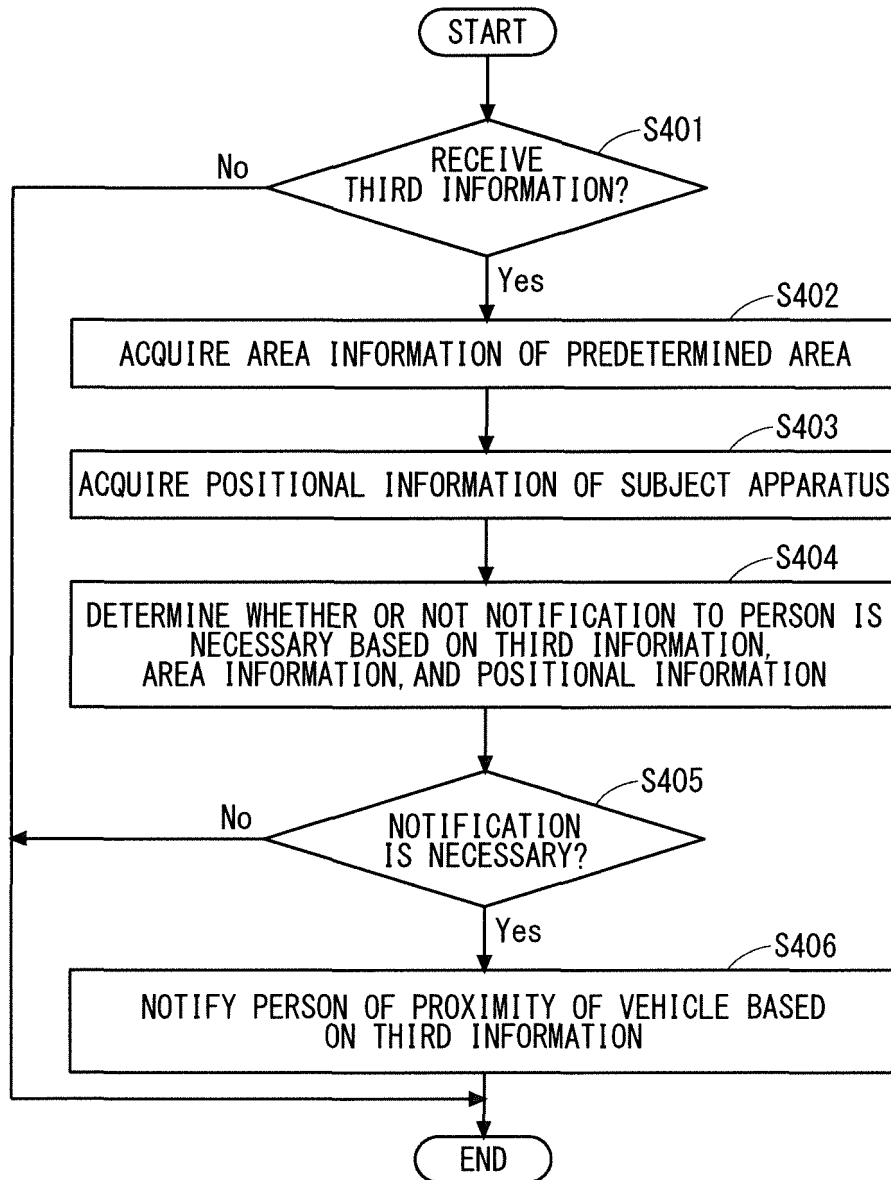 START
S401
RECEIVE
THIRD INFORMATION?
No
Yes
S402
ACQUIRE AREA INFORMATION OF PREDETERMINED AREA
S403
ACQUIRE POSITIONAL INFORMATION OF SUBJECT APPARATUS
S404
DETERMINE WHETHER OR NOT NOTIFICATION TO PERSON IS
NECESSARY BASED ON THIRD INFORMATION,
AREA INFORMATION, AND POSITIONAL INFORMATION
S405
NOTIFICATION
IS NECESSARY?
No
Yes
S406
NOTIFY PERSON OF PROXIMITY OF VEHICLE BASED
ON THIRD INFORMATION
END